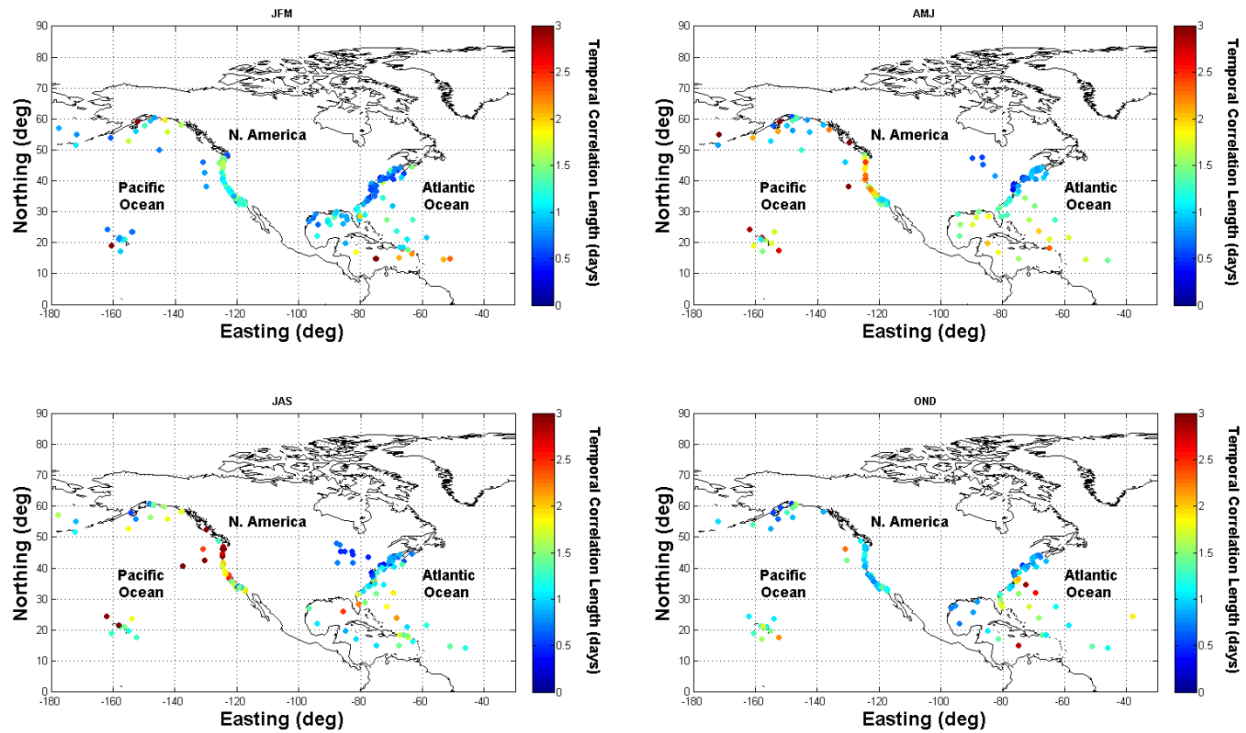 JFM
90
80
70
60
50
40
30
20
10
0
Northing (deg)
-180 -160 -140 -120 -100 -80 -60 -40
Easting (deg)
N. America
Pacific
Ocean
Atlantic
Ocean
3
2.5
2
1.5
1
0.5
0
Temporal Correlation Length (days)
AMJ
90
80
70
60
50
40
30
20
10
0
Northing (deg)
-180 -160 -140 -120 -100 -80 -60 -40
Easting (deg)
N. America
Pacific
Ocean
Atlantic
Ocean
3
2.5
2
1.5
1
0.5
0
Temporal Correlation Length (days)
JAS
90
80
70
60
50
40
30
20
10
0
Northing (deg)
-180 -160 -140 -120 -100 -80 -60 -40
Easting (deg)
N. America
Pacific
Ocean
Atlantic
Ocean
3
2.5
2
1.5
1
0.5
0
Temporal Correlation Length (days)
OND
90
80
70
60
50
40
30
20
10
0
Northing (deg)
-180 -160 -140 -120 -100 -80 -60 -40
Easting (deg)
N. America
Pacific
Ocean
Atlantic
Ocean
3
2.5
2
1.5
1
0.5
0
Temporal Correlation Length (days)